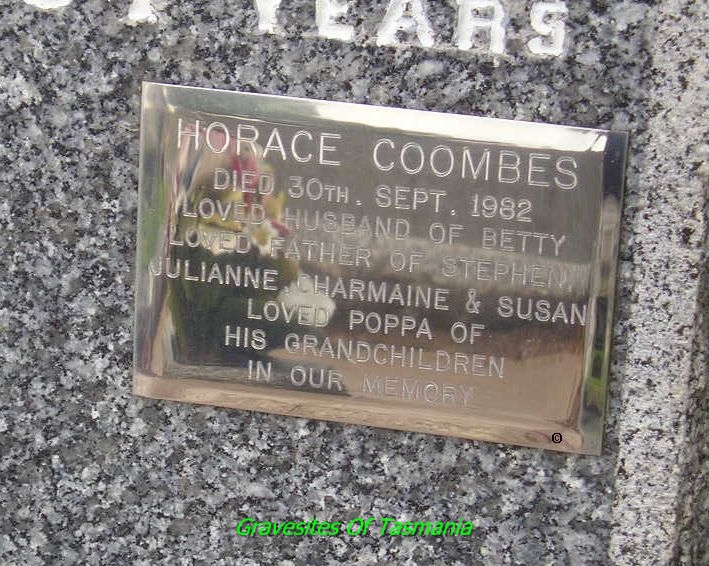 YEARS
HORACE COOMBES
DIED 30TH. SEPT. 1982
LOVED HUSBAND OF BETTY
LOVED FATHER OF STEPHEN,
JULIANNE, CHARMAINE & SUSAN
LOVED POPPA OF
HIS GRANDCHILDREN
IN OUR MEMORY
©
Gravesites Of Tasmania